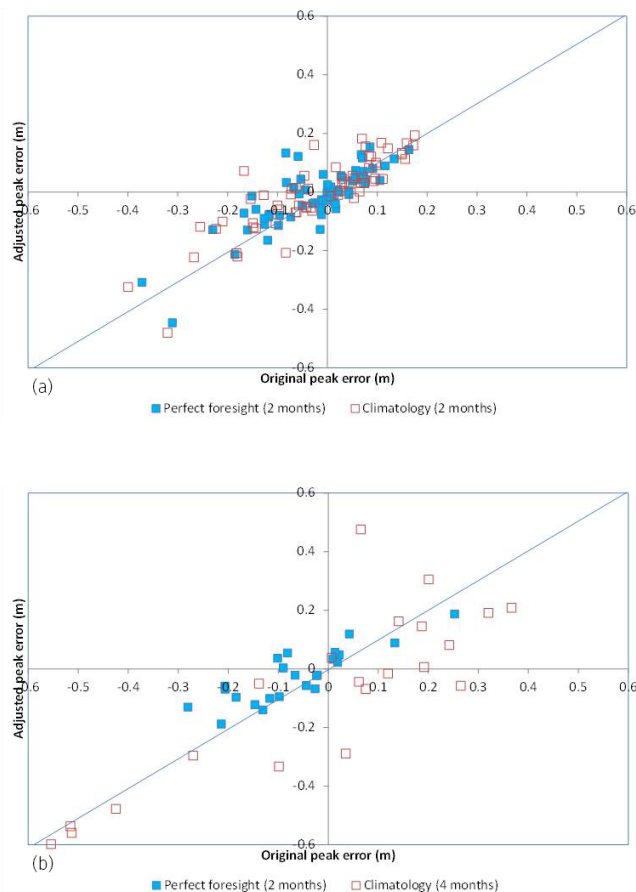 0.6
0.4
0.2
0
-0.2
-0.4
-0.6
0.6 -0.5 -0.4 -0.3 -0.2 -0.1 0 0.1 0.2 0.3 0.4 0.5 0.6
Adjusted peak error (m)
Original peak error (m)
(a)
Perfect foresight (2 months) Climatology (2 months)
0.6
0.4
0.2
0
-0.2
-0.4
-0.6
0.6 -0.5 -0.4 -0.3 -0.2 -0.1 0 0.1 0.2 0.3 0.4 0.5 0.6
Adjusted peak error (m)
Original peak error (m)
(b)
Perfect foresight (2 months) Climatology (4 months)